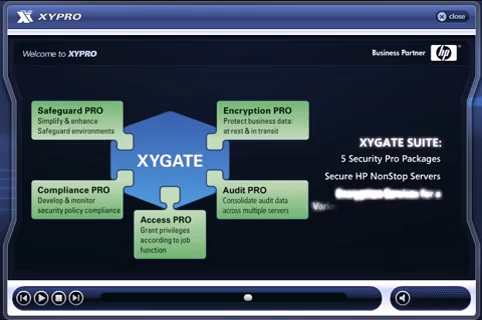 XYPRO
close
Welcome to XYPRO
Business Partner
hp
Safeguard PRO
Simplify & enhance
Safeguard environments
Encryption PRO
Protect business data:
at rest & in transit
XYGATE
Compliance PRO
Develop & monitor
security policy compliance
Audit PRO
Consolidate audit data
across multiple servers
Access PRO
Grant privileges
according to job
function
XYGATE SUITE:
5 Security Pro Packages
Secure HP NonStop Servers